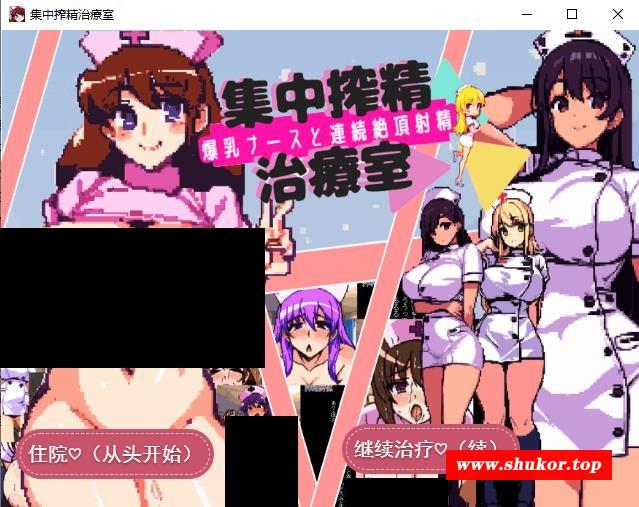 集中搾精治療室
集中搾精
爆乳ナースと連続絶頂射精
治療室
住院♡（从头开始）
继续治疗♡（续）
www.shukor.top